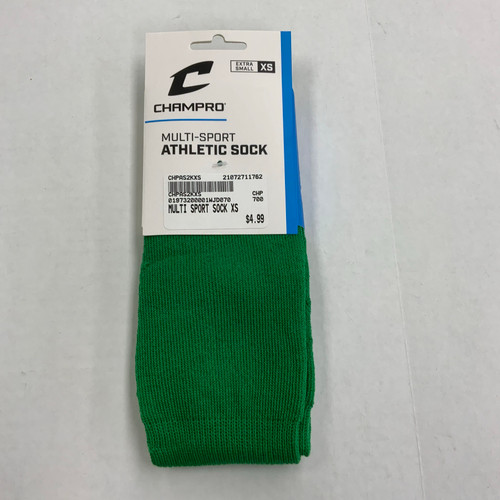 EXTRA SMALL XS
CHAMPRO®
MULTI-SPORT
ATHLETIC SOCK
CHPAS2KXS 21072711762
CHPAS2KXS CHP
01973200001WJD070 700
MULTI SPORT SOCK XS
$4.99